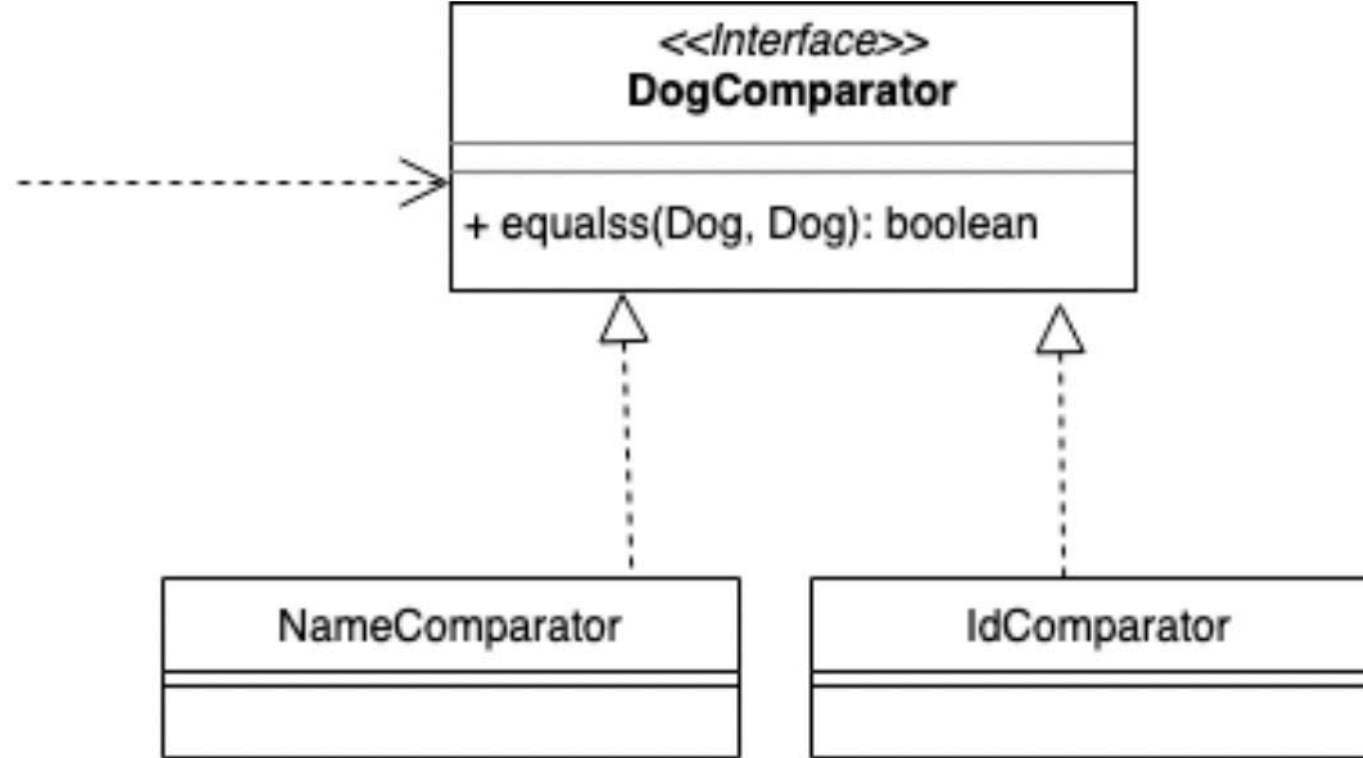 <<Interface>>
DogComparator
+ equalss(Dog, Dog): boolean
NameComparator
IdComparator